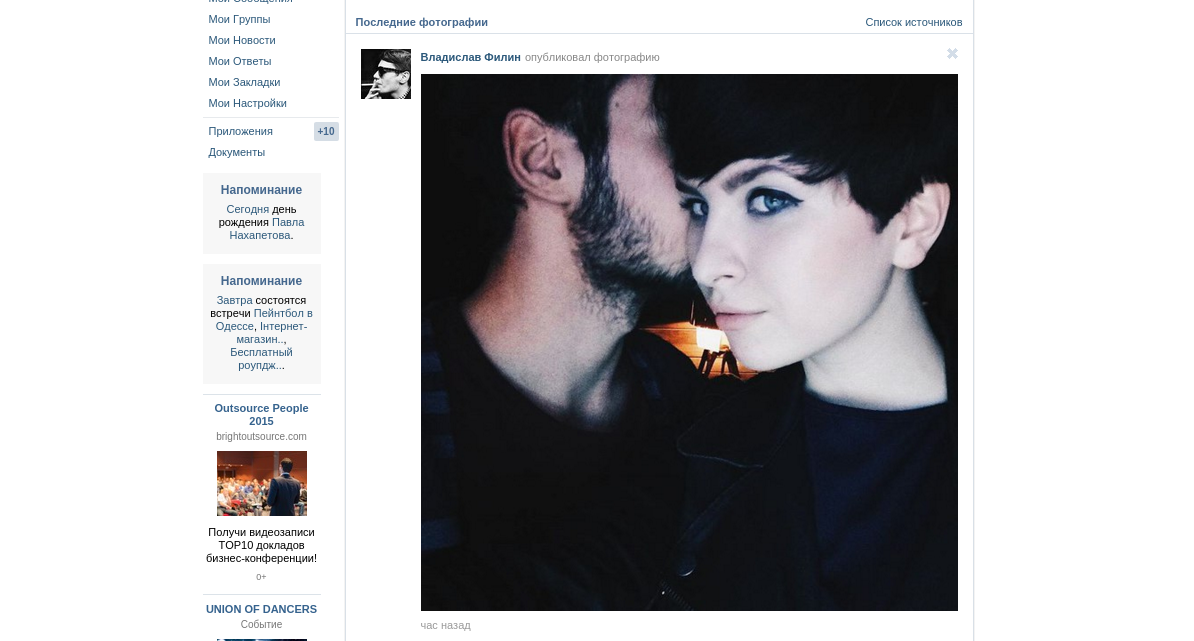 Мои Сообщения
Мои Группы
Мои Новости
Мои Ответы
Мои Закладки
Мои Настройки
Приложения +10
Документы
Напоминание
Сегодня день
рождения Павла
Нахапетова.
Напоминание
Завтра состоятся
встречи Пейнтбол в
Одессе, Інтернет-
магазин..,
Бесплатный
роупдж...
Outsource People
2015
brightoutsource.com
Получи видеозаписи
TOP10 докладов
бизнес-конференции!
0+
UNION OF DANCERS
Событие
Последние фотографии
Список источников
Владислав Филин опубликовал фотографию
час назад